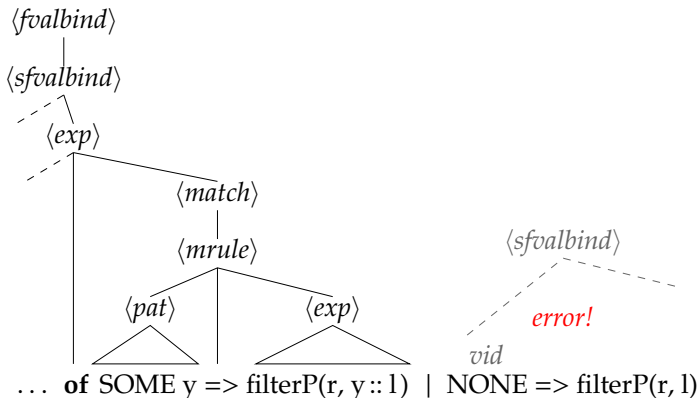 ⟨fvalbind⟩
⟨sfvalbind⟩
⟨exp⟩
⟨match⟩
⟨mrule⟩
⟨sfvalbind⟩
⟨pat⟩ ⟨exp⟩
error!
vid
... of SOME y => filterP(r, y :: l) | NONE => filterP(r, l)